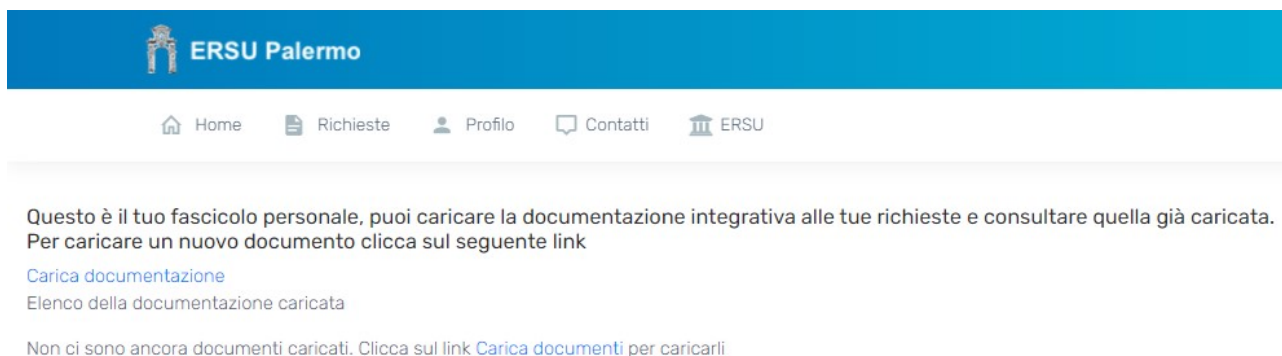 ERSU Palermo
Home Richieste Profilo Contatti ERSU
Questo è il tuo fascicolo personale, puoi caricare la documentazione integrativa alle tue richieste e consultare quella già caricata.
Per caricare un nuovo documento clicca sul seguente link
Carica documentazione
Elenco della documentazione caricata
Non ci sono ancora documenti caricati. Clicca sul link Carica documenti per caricarli